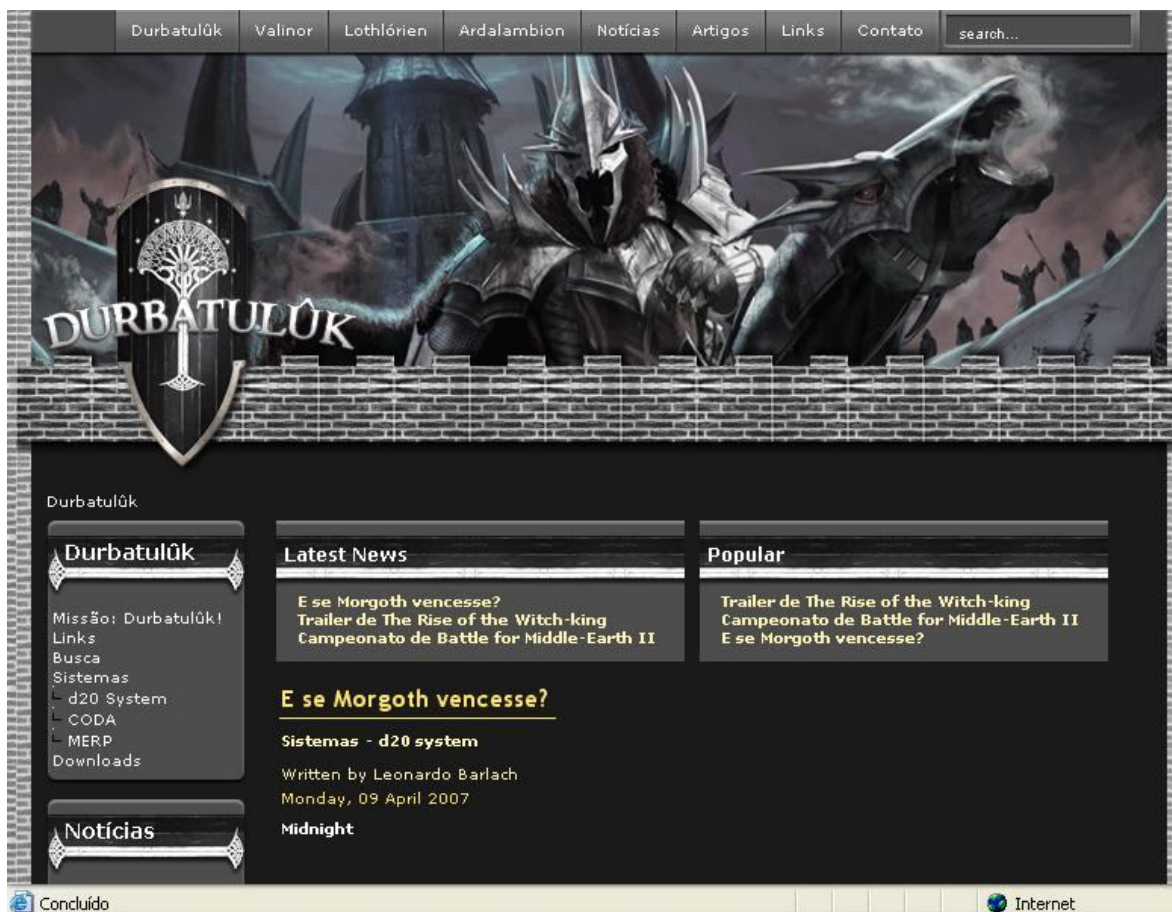 Durbatulûk Valinor Lothlórien Ardalambion Notícias Artigos Links Contato search...
DURBATULÛK
Durbatulûk
Durbatulûk
Missão: Durbatulûk!
Links
Busca
Sistemas
d20 System
CODA
MERP
Downloads
Notícias
Latest News
E se Morgoth vencesse?
Trailer de The Rise of the Witch-king
Campeonato de Battle for Middle-Earth II
Popular
Trailer de The Rise of the Witch-king
Campeonato de Battle for Middle-Earth II
E se Morgoth vencesse?
E se Morgoth vencesse?
Sistemas - d20 system
Written by Leonardo Barlach
Monday, 09 April 2007
Midnight
Concluído Internet